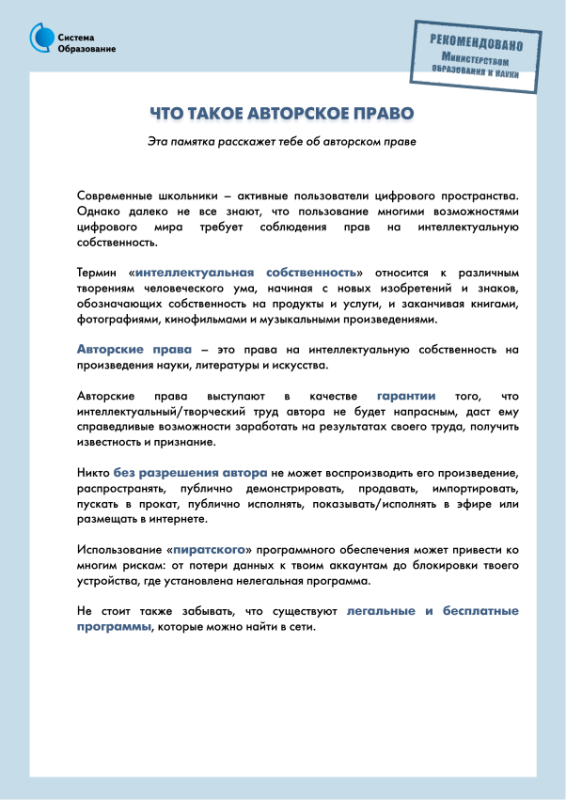 Система
Образование
РЕКОМЕНДОВАНО
Министерством
образования и науки
ЧТО ТАКОЕ АВТОРСКОЕ ПРАВО
Эта памятка расскажет тебе об авторском праве
Современные школьники – активные пользователи цифрового пространства.
Однако далеко не все знают, что пользование многими возможностями
цифрового мира требует соблюдения прав на интеллектуальную
собственность.
Термин «интеллектуальная собственность» относится к различным
творениям человеческого ума, начиная с новых изобретений и знаков,
обозначающих собственность на продукты и услуги, и заканчивая книгами,
фотографиями, кинофильмами и музыкальными произведениями.
Авторские права – это права на интеллектуальную собственность на
произведения науки, литературы и искусства.
Авторские права выступают в качестве гарантии того, что
интеллектуальный/творческий труд автора не будет напрасным, даст ему
справедливые возможности заработать на результатах своего труда, получить
известность и признание.
Никто без разрешения автора не может воспроизводить его произведение,
распространять, публично демонстрировать, продавать, импортировать,
пускать в прокат, публично исполнять, показывать/исполнять в эфире или
размещать в интернете.
Использование «пиратского» программного обеспечения может привести ко
многим рискам: от потери данных к твоим аккаунтам до блокировки твоего
устройства, где установлена нелегальная программа.
Не стоит также забывать, что существуют легальные и бесплатные
программы, которые можно найти в сети.